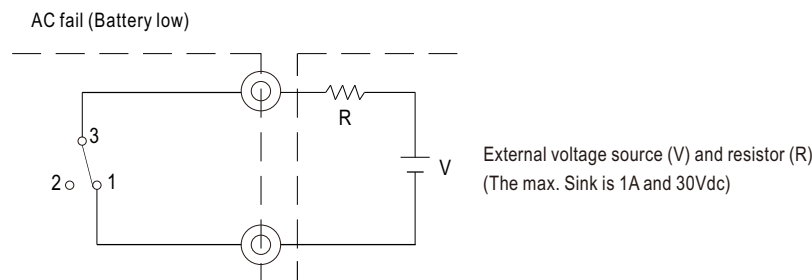 AC fail (Battery low)
R
3
2
1
V
External voltage source (V) and resistor (R)
(The max. Sink is 1A and 30Vdc)